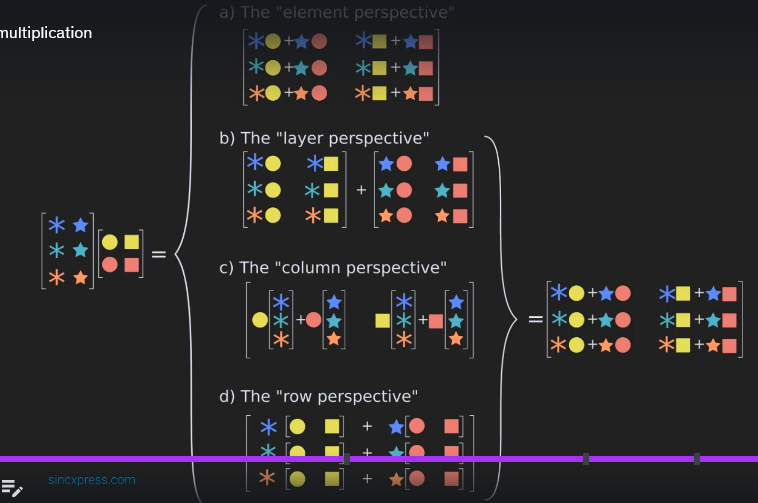 multiplication
a) The "element perspective"
b) The "layer perspective"
c) The "column perspective"
d) The "row perspective"
sincxpress.com